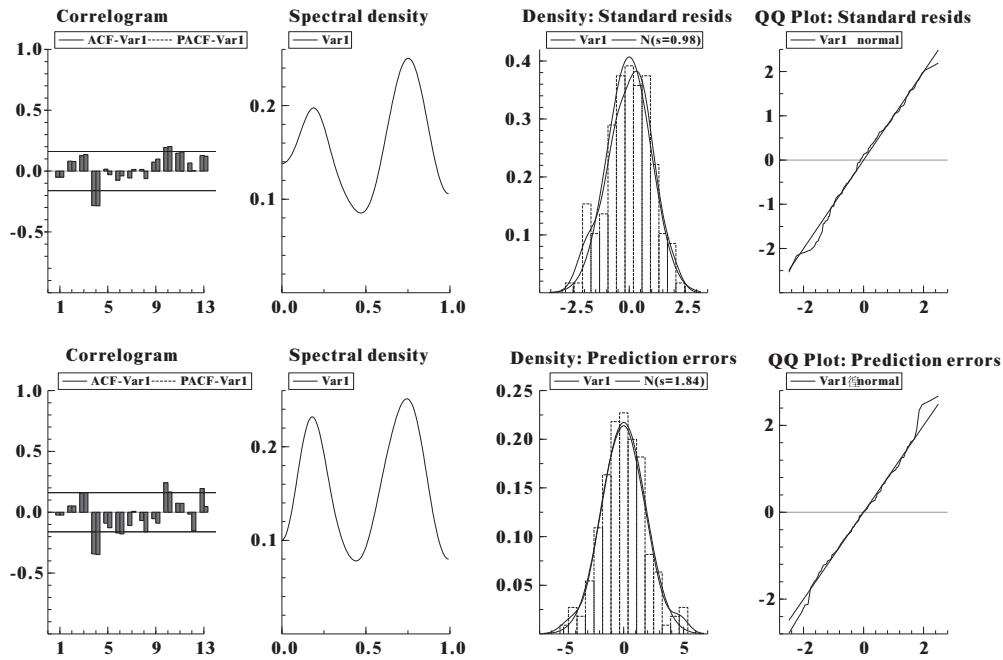 Correlogram
ACF-Var1 PACF-Var1
1.0
0.5
0.0
-0.5
1 5 9 13
Spectral density
Var1
0.2
0.1
0.0 0.5 1.0
Density: Standard resids
Var1 N(s=0.98)
0.4
0.3
0.2
0.1
-2.5 0.0 2.5
QQ Plot: Standard resids
Var1 normal
2
1
0
-1
-2
-2 0 2
Correlogram
ACF-Var1 PACF-Var1
1.0
0.5
0.0
-0.5
1 5 9 13
Spectral density
Var1
0.2
0.1
0.0 0.5 1.0
Density: Prediction errors
Var1 N(s=1.84)
0.25
0.20
0.15
0.10
0.05
-5 0 5
QQ Plot: Prediction errors
Var1 normal
2
0
-2
-2 0 2